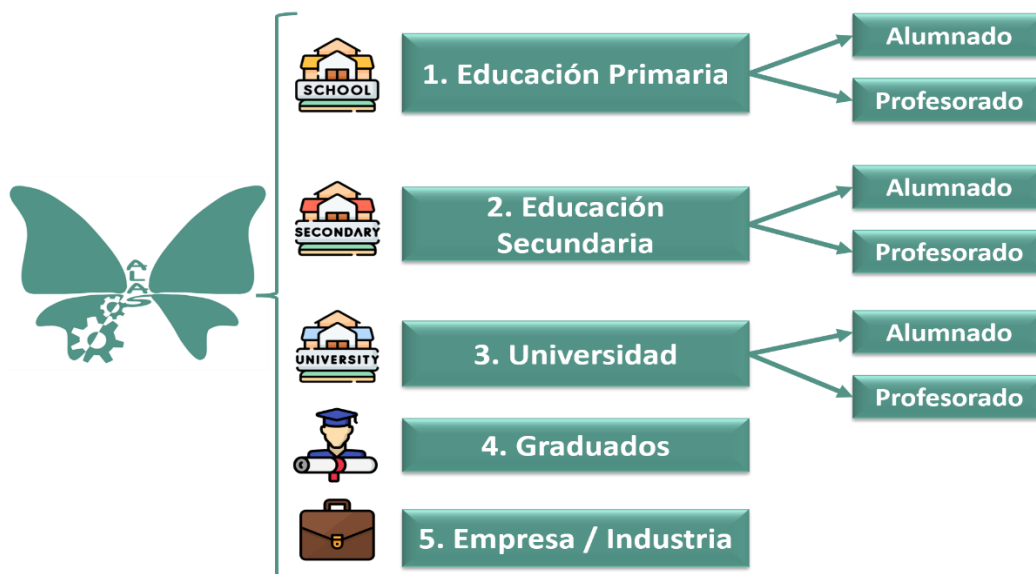 ALAS
SCHOOL
1. Educación Primaria
Alumnado
Profesorado
SECONDARY
2. Educación
Secundaria
Alumnado
Profesorado
UNIVERSITY
3. Universidad
Alumnado
Profesorado
4. Graduados
5. Empresa / Industria